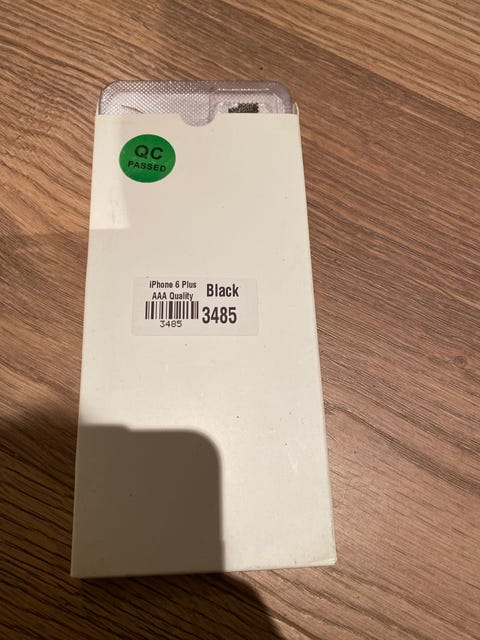 QC
PASSED
iPhone 6 Plus
AAA Quality
Black
3485
3485